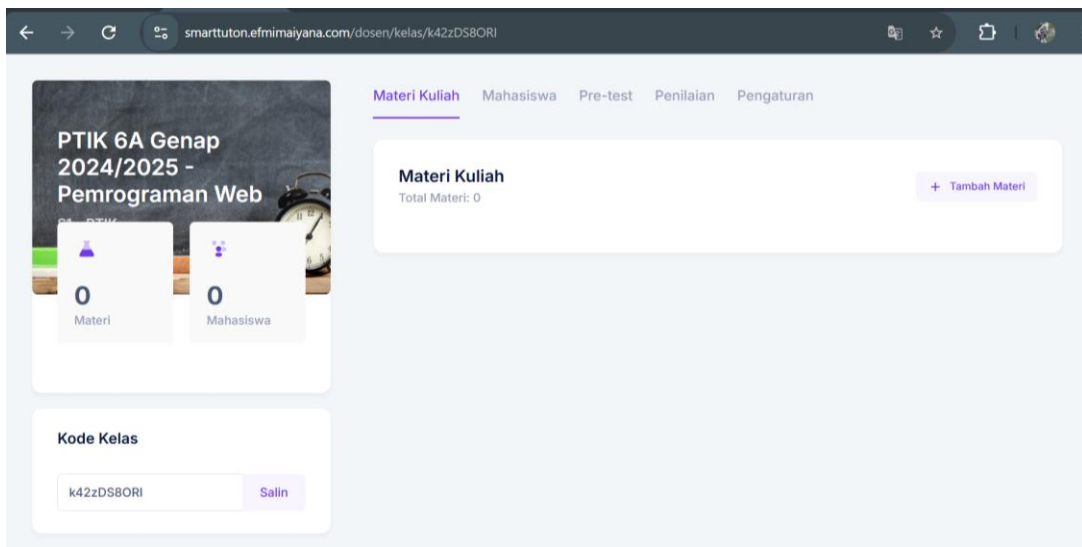 smarttuton.efmimaiyana.com/dosen/kelas/k42zDS8ORI
PTIK 6A Genap
2024/2025 -
Pemrograman Web
0
Materi
0
Mahasiswa
Kode Kelas
k42zDS8ORI
Salin
Materi Kuliah Mahasiswa Pre-test Penilaian Pengaturan
Materi Kuliah
Total Materi: 0
+ Tambah Materi